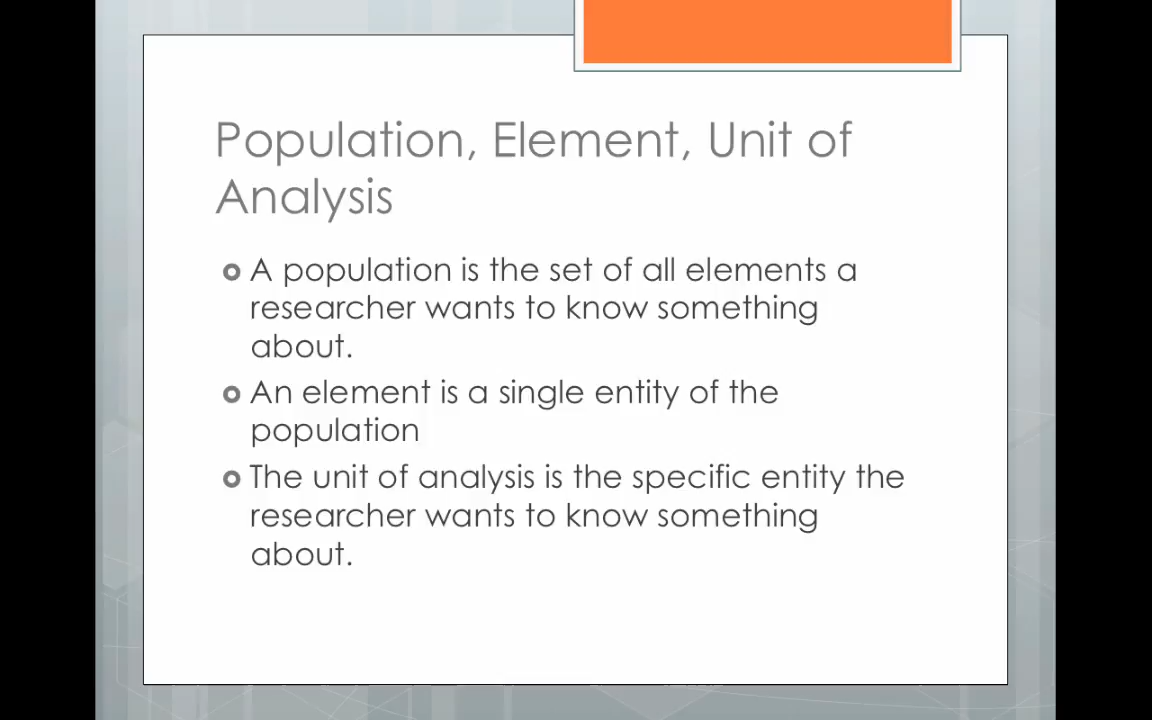 Population, Element, Unit of
Analysis
A population is the set of all elements a
researcher wants to know something
about.
An element is a single entity of the
population
The unit of analysis is the specific entity the
researcher wants to know something
about.